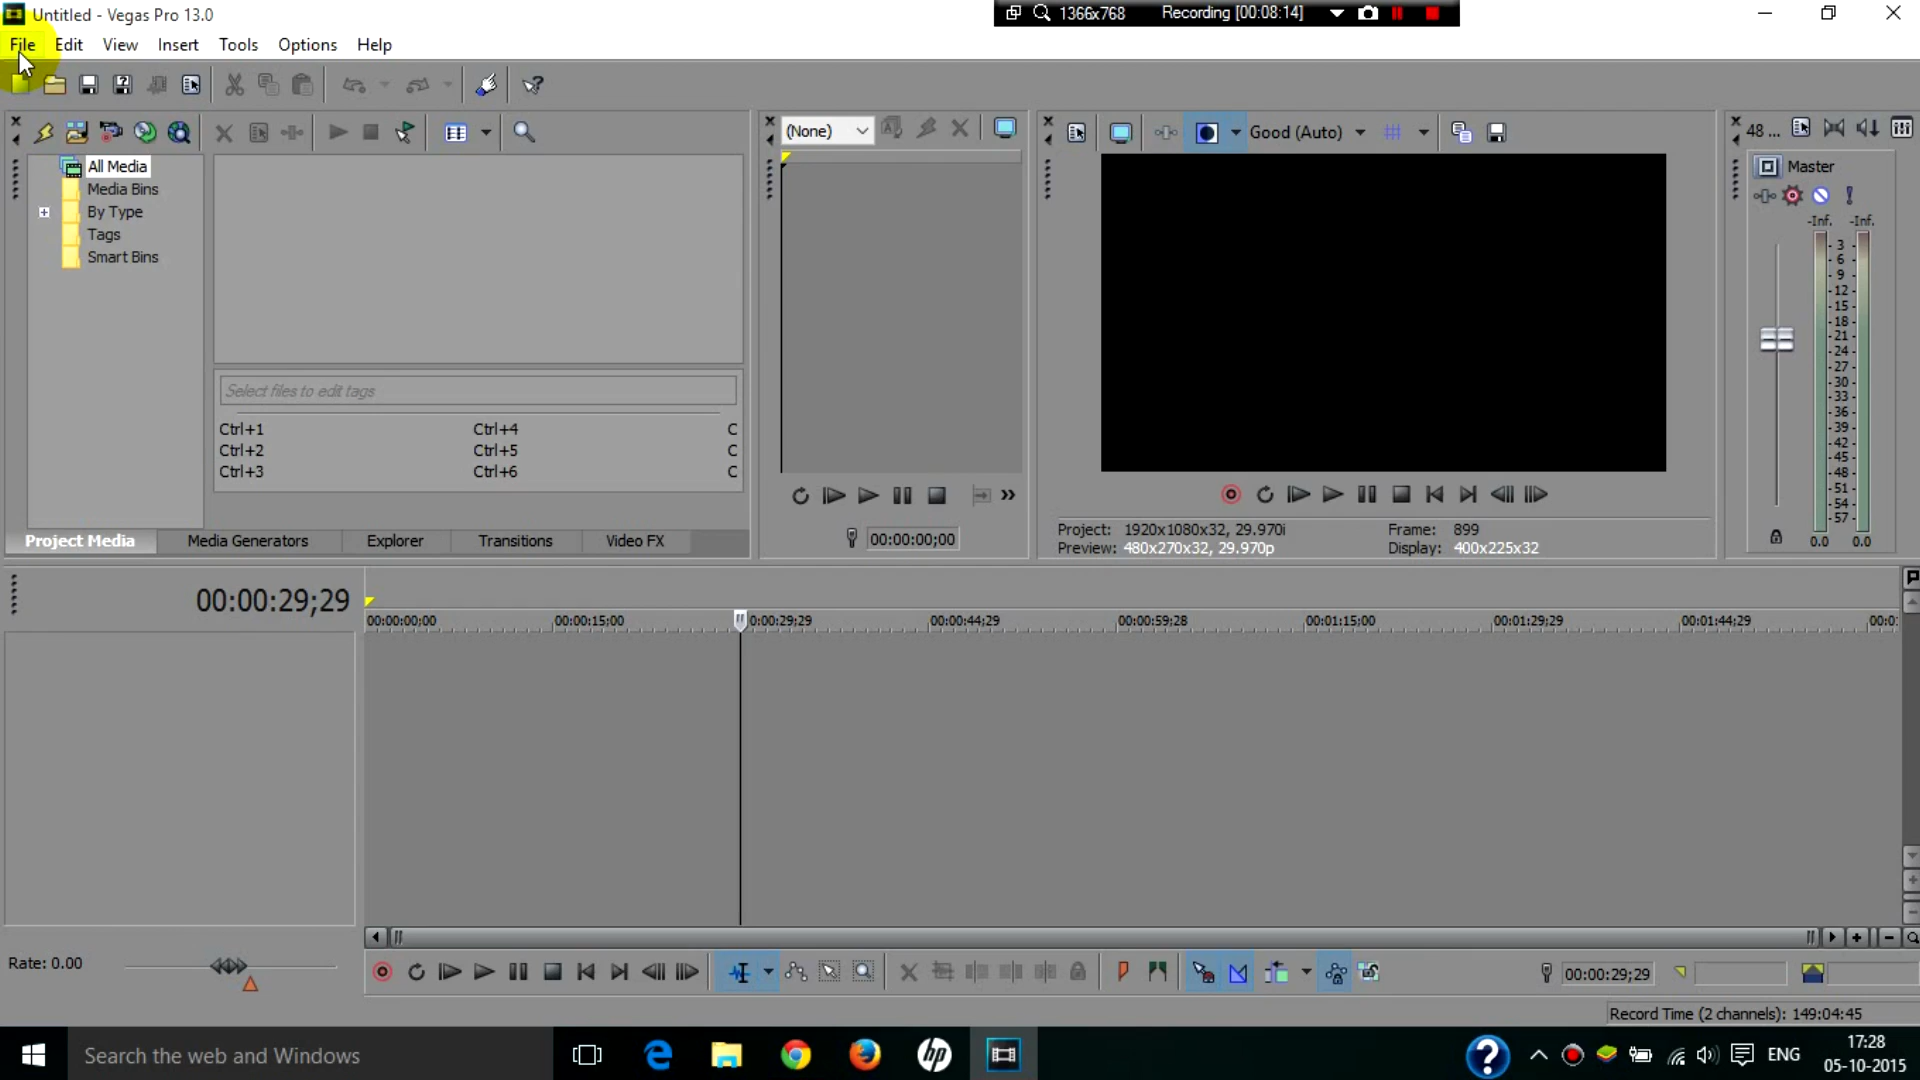 Untitled - Vegas Pro 13.0
1366x768 Recording [00:08:14]
File Edit View Insert Tools Options Help
(None)
Good (Auto)
48 ...
All Media
Media Bins
By Type
Tags
Smart Bins
Master
-Inf. -Inf.
3
6
9
12
15
18
21
24
27
30
33
36
39
42
45
48
51
54
57
0.0 0.0
Select files to edit tags
Ctrl+1 Ctrl+4 C
Ctrl+2 Ctrl+5 C
Ctrl+3 Ctrl+6 C
00:00:00;00
Project: 1920x1080x32, 29.970i Frame: 899
Preview: 480x270x32, 29.970p Display: 400x225x32
Project Media Media Generators Explorer Transitions Video FX
00:00:29;29
00:00:00;00 00:00:15;00 0:00:29;29 00:00:44;29 00:00:59;28 00:01:15;00 00:01:29;29 00:01:44;29 00:0:
Rate: 0.00
00:00:29;29
Record Time (2 channels): 149:04:45
Search the web and Windows
ENG
17:28
05-10-2015